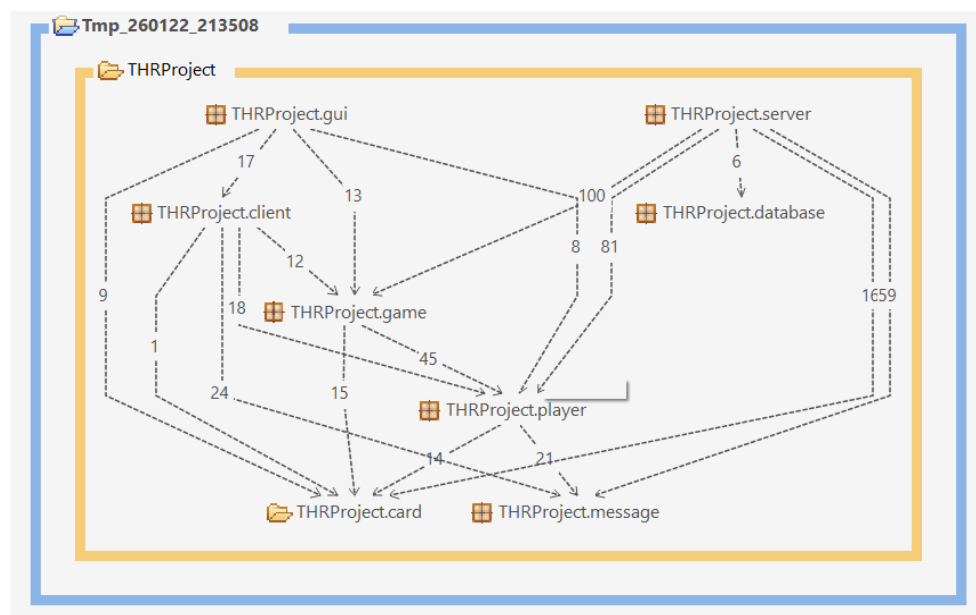 Tmp_260122_213508
THRProject
THRProject.gui
THRProject.server
17
13
100
6
THRProject.client
THRProject.database
12
8
81
9
18
1659
THRProject.game
1
45
24
15
THRProject.player
14
21
THRProject.card
THRProject.message